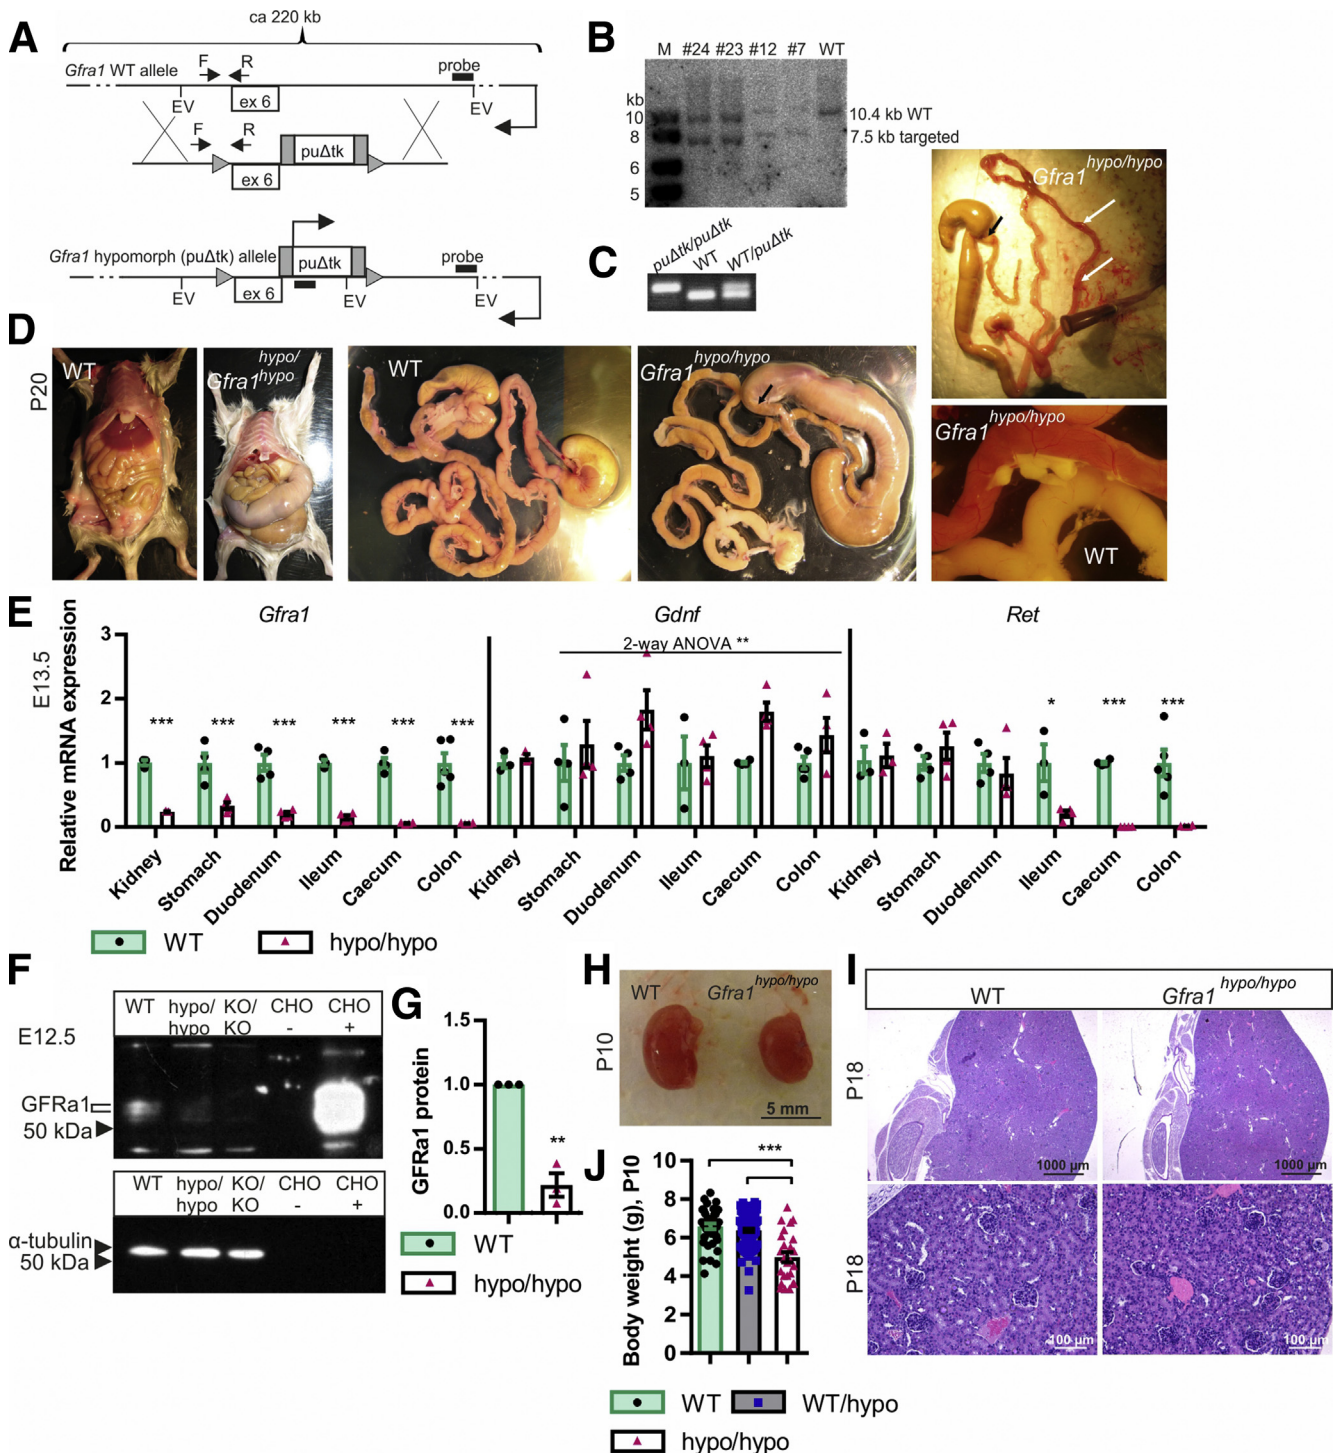 A
ca 220 kb
Gfra1 WT allele
F
R
probe
EV
ex 6
EV
F
R
puΔtk
ex 6
Gfra1 hypomorph (puΔtk) allele
puΔtk
probe
EV
ex 6
EV
EV
B
M #24 #23 #12 #7 WT
kb
10
8
6
5
10.4 kb WT
7.5 kb targeted
C
puΔtk/puΔtk
WT
WT/puΔtk
D
P20
WT
Gfra1 hypo/hypo
WT
Gfra1 hypo/hypo
Gfra1 hypo/hypo
Gfra1 hypo/hypo
WT
E
E13.5
Relative mRNA expression
3
2
1
0
Gfra1
Gdnf
Ret
2-way ANOVA **
*** *** *** *** *** ***
* *** ***
Kidney Stomach Duodenum Ileum Caecum Colon
Kidney Stomach Duodenum Ileum Caecum Colon
Kidney Stomach Duodenum Ileum Caecum Colon
WT
hypo/hypo
F
E12.5
WT hypo/hypo KO/KO CHO - CHO +
GFRa1
50 kDa
WT hypo/hypo KO/KO CHO - CHO +
α-tubulin
50 kDa
G
GFRa1 protein
1.5
1.0
0.5
0.0
**
WT
hypo/hypo
H
P10
WT
Gfra1 hypo/hypo
5 mm
I
WT
Gfra1 hypo/hypo
P18
1000 µm
1000 µm
P18
100 µm
100 µm
J
Body weight (g), P10
10
8
6
4
2
0
***
WT
WT/hypo
hypo/hypo